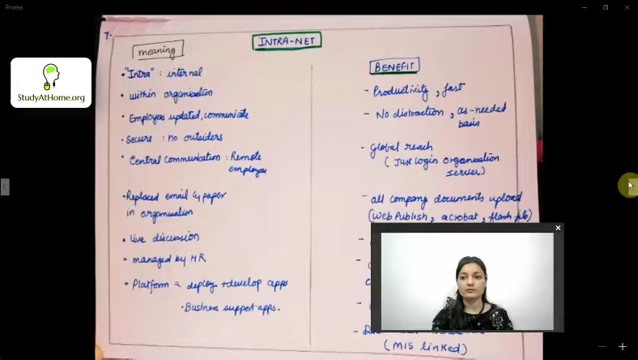 Photos
7.
INTRA-NET
StudyAtHome.org
meaning
• "Intra" : internal
• within organisation
• Employees updated, communicate
• Secure : no outsiders
• Central communication : Remote
employee
• Replaced email & paper
in organisation
• live discussion
• managed by HR
• Platform = deploy + develop apps
• Business support apps.
BENEFIT
- Productivity, fast
- No distraction, as-needed
basis
- Global reach
(Just login organisation
server)
- all company documents upload
(Web Publish, acrobat, flash
(MIS linked)